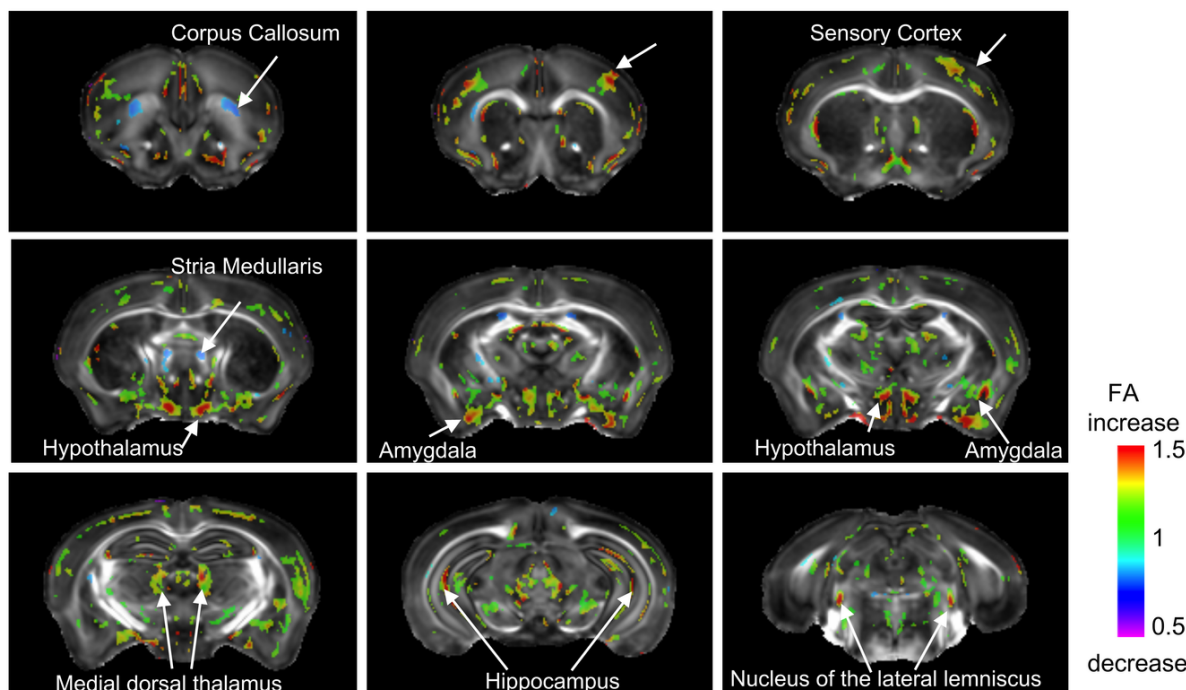 Corpus Callosum
Sensory Cortex
Stria Medullaris
Hypothalamus
Amygdala
Hypothalamus
Amygdala
FA
increase
1.5
1
0.5
decrease
Medial dorsal thalamus
Hippocampus
Nucleus of the lateral lemniscus